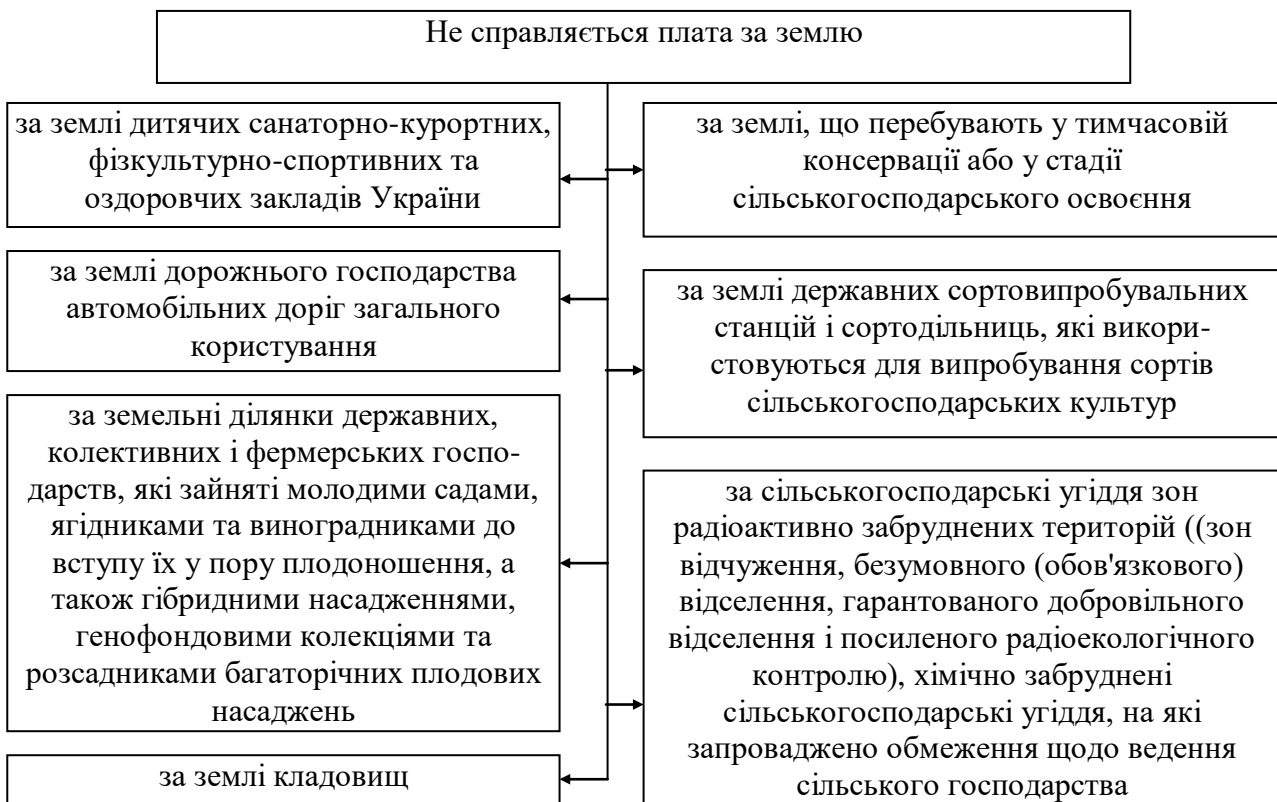 Не справляється плата за землю
за землі дитячих санаторно-курортних,
фізкультурно-спортивних та
оздоровчих закладів України
за землі дорожнього господарства
автомобільних доріг загального
користування
за земельні ділянки державних,
колективних і фермерських госпо-
дарств, які зайняті молодими садами,
ягідниками та виноградниками до
вступу їх у пору плодоношення, а
також гібридними насадженнями,
генофондовими колекціями та
розсадниками багаторічних плодових
насаджень
за землі кладовищ
за землі, що перебувають у тимчасовій
консервації або у стадії
сільськогосподарського освоєння
за землі державних сортовипробувальних
станцій і сортодільниць, які викори-
стовуються для випробування сортів
сільськогосподарських культур
за сільськогосподарські угіддя зон
радіоактивно забруднених територій ((зон
відчуження, безумовного (обов'язкового)
відселення, гарантованого добровільного
відселення і посиленого радіоекологічного
контролю), хімічно забруднені
сільськогосподарські угіддя, на які
запроваджено обмеження щодо ведення
сільського господарства